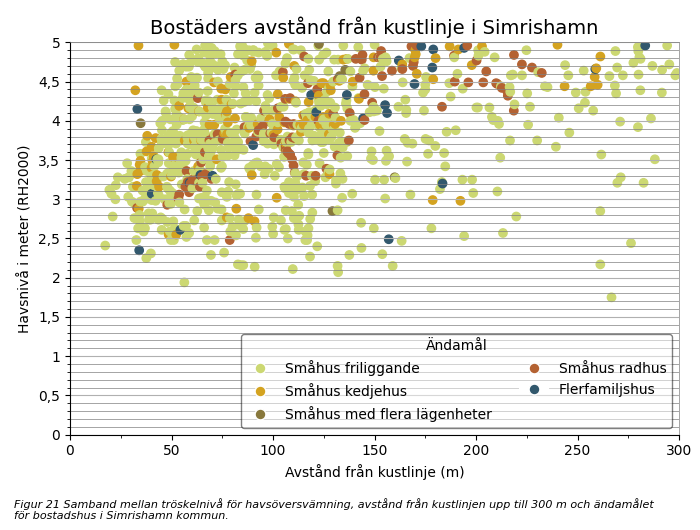 Bostäders avstånd från kustlinje i Simrishamn
Havsnivå i meter (RH2000)
5
4,5
4
3,5
3
2,5
2
1,5
1
0,5
0
Ändamål
Småhus friliggande
Småhus kedjehus
Småhus med flera lägenheter
Småhus radhus
Flerfamiljshus
0 50 100 150 200 250 300
Avstånd från kustlinje (m)
Figur 21 Samband mellan tröskelnivå för havsöversvämning, avstånd från kustlinjen upp till 300 m och ändamålet
för bostadshus i Simrishamn kommun.